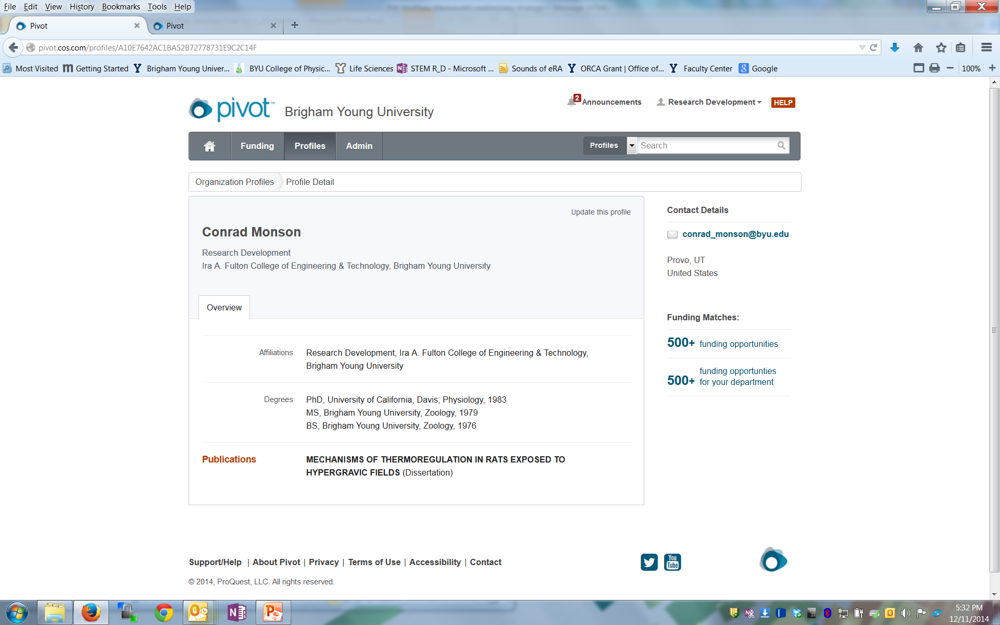 File Edit View History Bookmarks Tools Help
Pivot
Pivot
pivot.cos.com/profiles/A10E7642AC1BA52B72778731E9C2C14F
Most Visited
Getting Started
Brigham Young Univer...
BYU College of Physic...
Life Sciences
STEM R_D - Microsoft ...
Sounds of eRA
ORCA Grant | Office of...
Faculty Center
Google
100%
pivot™ Brigham Young University
2 Announcements
Research Development
HELP
Funding
Profiles
Admin
Profiles
Search
Organization Profiles
Profile Detail
Update this profile
Conrad Monson
Research Development
Ira A. Fulton College of Engineering & Technology, Brigham Young University
Overview
Affiliations
Research Development, Ira A. Fulton College of Engineering & Technology,
Brigham Young University
Degrees
PhD, University of California, Davis, Physiology, 1983
MS, Brigham Young University, Zoology, 1979
BS, Brigham Young University, Zoology, 1976
Publications
MECHANISMS OF THERMOREGULATION IN RATS EXPOSED TO
HYPERGRAVIC FIELDS (Dissertation)
Contact Details
conrad_monson@byu.edu
Provo, UT
United States
Funding Matches:
500+ funding opportunities
500+ funding opportunties
for your department
Support/Help | About Pivot | Privacy | Terms of Use | Accessibility | Contact
You
Tube
© 2014, ProQuest, LLC. All rights reserved.
5:32 PM
12/11/2014